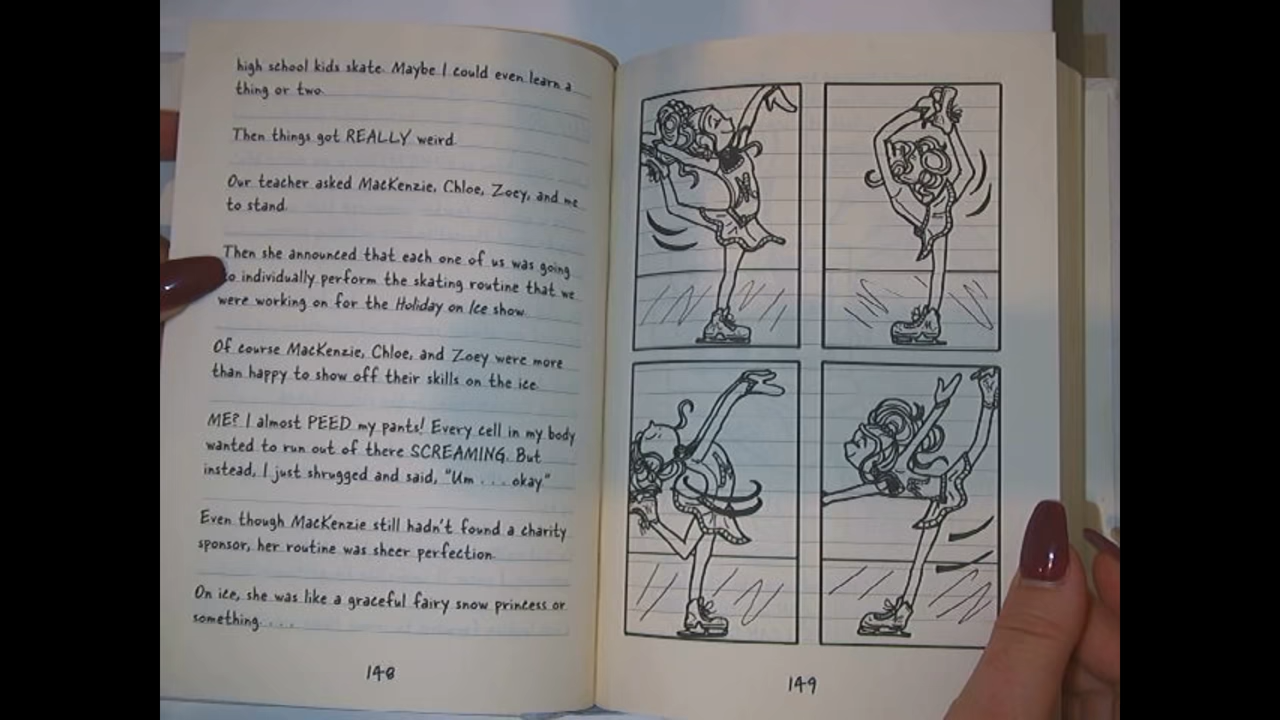 high school kids skate. Maybe I could even learn a
thing or two.
Then things got REALLY weird.
Our teacher asked MacKenzie, Chloe, Zoey, and me
to stand.
Then she announced that each one of us was going
to individually perform the skating routine that we
were working on for the Holiday on Ice show.
Of course MacKenzie, Chloe, and Zoey were more
than happy to show off their skills on the ice.
ME? I almost PEED my pants! Every cell in my body
wanted to run out of there SCREAMING. But
instead, I just shrugged and said, "Um . . . okay."
Even though MacKenzie still hadn't found a charity
sponsor, her routine was sheer perfection.
On ice, she was like a graceful fairy snow princess or
something. . . .
148
149